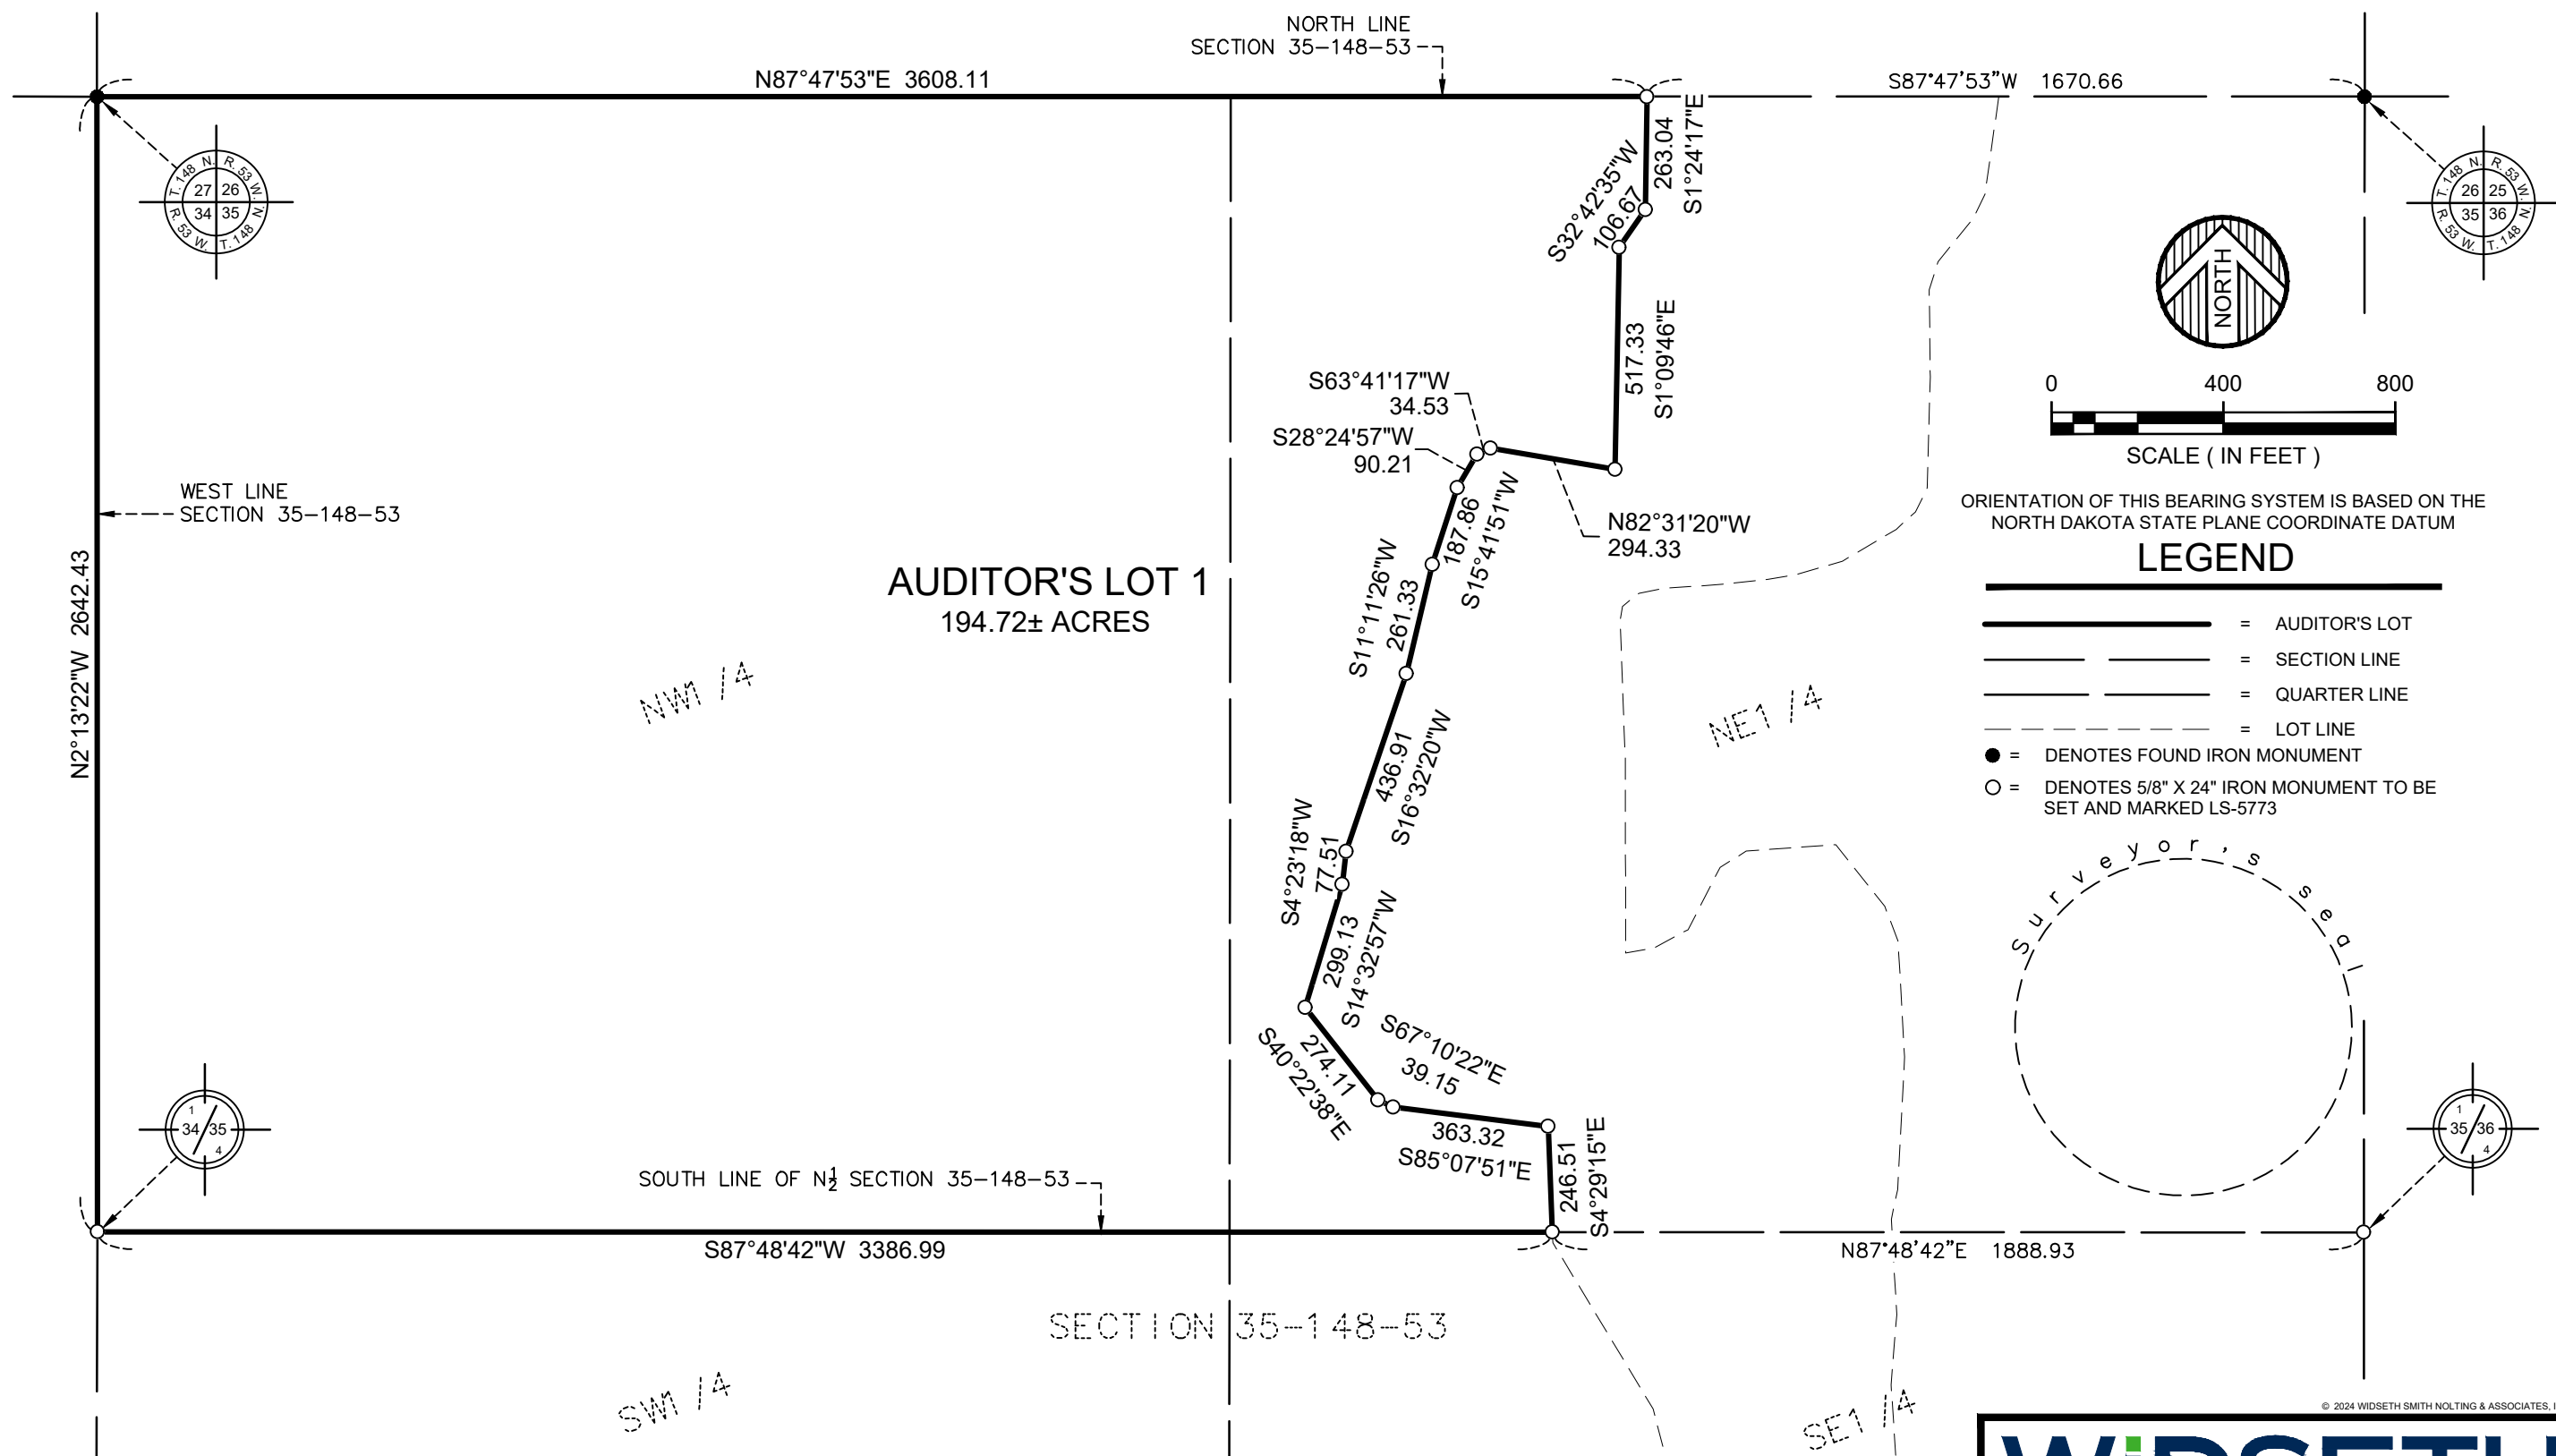 NORTH LINE
SECTION 35-148-53
N87°47'53"E 3608.11
S87°47'53"W 1670.66
263.04
S1°24'17"E
S32°42'35"W
106.67
T. 148 N. R. 53 W.
27 26
34 35
R. 53 W. T. 148 N.
T. 148 N. R. 53 W.
26 25
35 36
R. 53 W. T. 148 N.
NORTH
0 400 800
SCALE ( IN FEET )
517.33
S1°09'46"E
S63°41'17"W
34.53
S28°24'57"W
90.21
WEST LINE
SECTION 35-148-53
187.86
S15°41'51"W
N82°31'20"W
294.33
ORIENTATION OF THIS BEARING SYSTEM IS BASED ON THE
NORTH DAKOTA STATE PLANE COORDINATE DATUM
LEGEND
= AUDITOR'S LOT
= SECTION LINE
= QUARTER LINE
= LOT LINE
= DENOTES FOUND IRON MONUMENT
= DENOTES 5/8" X 24" IRON MONUMENT TO BE
SET AND MARKED LS-5773
N2°13'22"W 2642.43
AUDITOR'S LOT 1
194.72± ACRES
S11°11'26"W
261.33
NW1/4
NE1/4
436.91
S16°32'20"W
S4°23'18"W
77.51
Surveyor's seal
299.13
S14°32'57"W
274.11
S40°22'38"E
S67°10'22"E
39.15
363.32
S85°07'51"E
246.51
S4°29'15"E
1
34 35
4
1
35 36
4
SOUTH LINE OF N½ SECTION 35-148-53
S87°48'42"W 3386.99
N87°48'42"E 1888.93
SECTION 35-148-53
SW1/4
SE1/4
© 2024 WIDSETH SMITH NOLTING & ASSOCIATES, I
WiDSETH